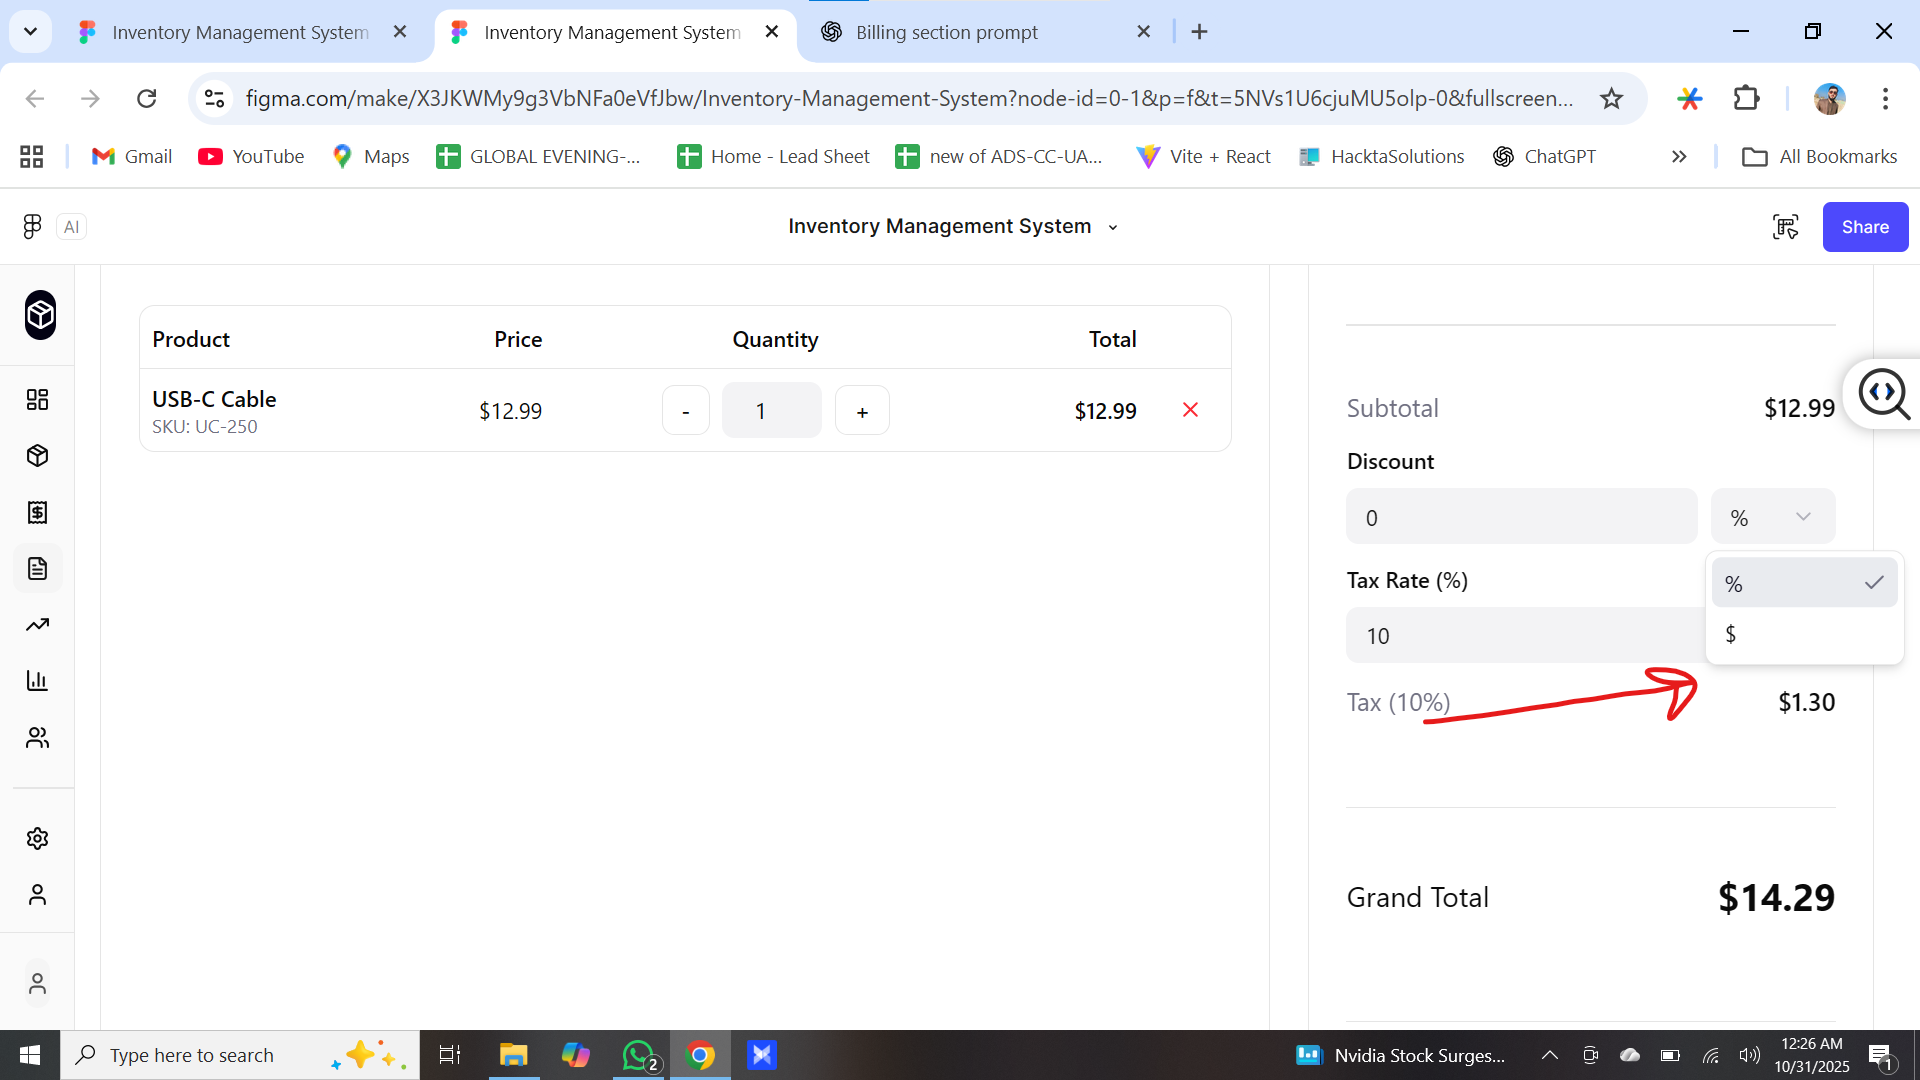 Inventory Management System
Inventory Management System
Billing section prompt
figma.com/make/X3JKWMy9g3VbNFa0eVfJbw/Inventory-Management-System?node-id=0-1&p=f&t=5NVs1U6cjuMU5olp-0&fullscreen...
Gmail
YouTube
Maps
GLOBAL EVENING-...
Home - Lead Sheet
new of ADS-CC-UA...
Vite + React
HacktaSolutions
ChatGPT
All Bookmarks
AI
Inventory Management System
Share
Product Price Quantity Total
USB-C Cable
SKU: UC-250
$12.99 - 1 + $12.99
Subtotal $12.99
Discount
0 %
%
$
Tax Rate (%)
10
Tax (10%) $1.30
Grand Total $14.29
Type here to search
2
Nvidia Stock Surges...
12:26 AM
10/31/2025
1